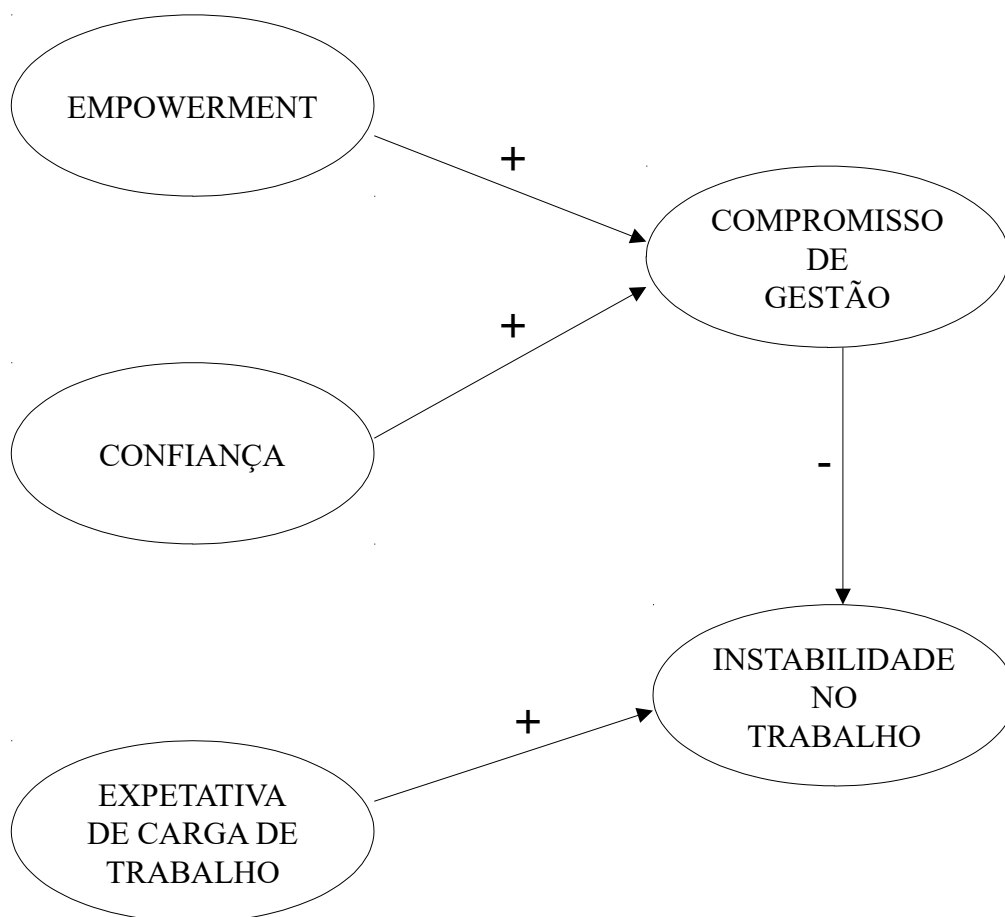 EMPOWERMENT
+
COMPROMISSO
DE
GESTÃO
+
CONFIANÇA
-
INSTABILIDADE
NO
TRABALHO
+
EXPETATIVA
DE CARGA DE
TRABALHO